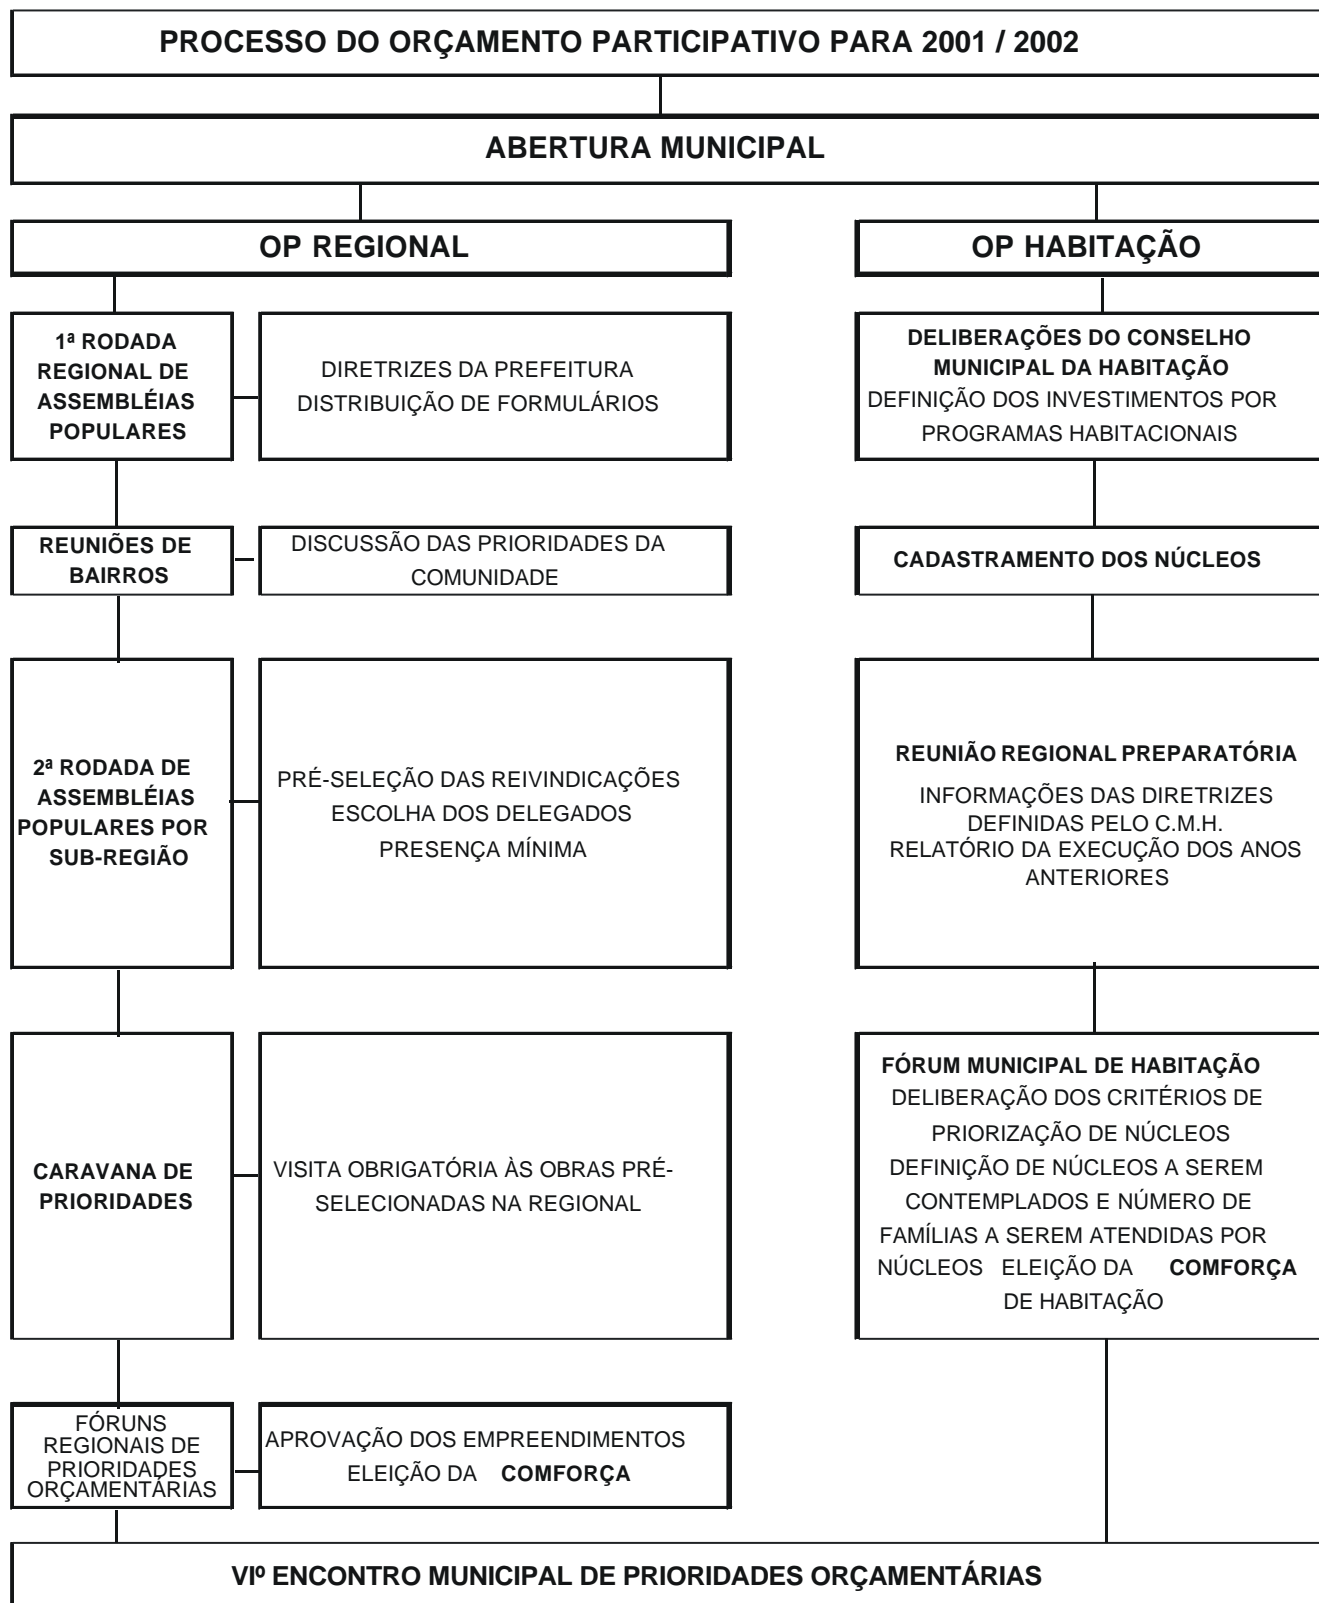 PROCESSO DO ORÇAMENTO PARTICIPATIVO PARA 2001 / 2002
ABERTURA MUNICIPAL
OP REGIONAL
1ª RODADA
REGIONAL DE
ASSEMBLÉIAS
POPULARES
DIRETRIZES DA PREFEITURA
DISTRIBUIÇÃO DE FORMULÁRIOS
REUNIÕES DE
BAIRROS
DISCUSSÃO DAS PRIORIDADES DA
COMUNIDADE
2ª RODADA DE
ASSEMBLÉIAS
POPULARES POR
SUB-REGIÃO
PRÉ-SELEÇÃO DAS REIVINDICAÇÕES
ESCOLHA DOS DELEGADOS
PRESENÇA MÍNIMA
CARAVANA DE
PRIORIDADES
VISITA OBRIGATÓRIA ÀS OBRAS PRÉ-
SELECIONADAS NA REGIONAL
FÓRUNS
REGIONAIS DE
PRIORIDADES
ORÇAMENTÁRIAS
APROVAÇÃO DOS EMPREENDIMENTOS
ELEIÇÃO DA COMFORÇA
OP HABITAÇÃO
DELIBERAÇÕES DO CONSELHO
MUNICIPAL DA HABITAÇÃO
DEFINIÇÃO DOS INVESTIMENTOS POR
PROGRAMAS HABITACIONAIS
CADASTRAMENTO DOS NÚCLEOS
REUNIÃO REGIONAL PREPARATÓRIA
INFORMAÇÕES DAS DIRETRIZES
DEFINIDAS PELO C.M.H.
RELATÓRIO DA EXECUÇÃO DOS ANOS
ANTERIORES
FÓRUM MUNICIPAL DE HABITAÇÃO
DELIBERAÇÃO DOS CRITÉRIOS DE
PRIORIZAÇÃO DE NÚCLEOS
DEFINIÇÃO DE NÚCLEOS A SEREM
CONTEMPLADOS E NÚMERO DE
FAMÍLIAS A SEREM ATENDIDAS POR
NÚCLEOS ELEIÇÃO DA COMFORÇA
DE HABITAÇÃO
VIº ENCONTRO MUNICIPAL DE PRIORIDADES ORÇAMENTÁRIAS